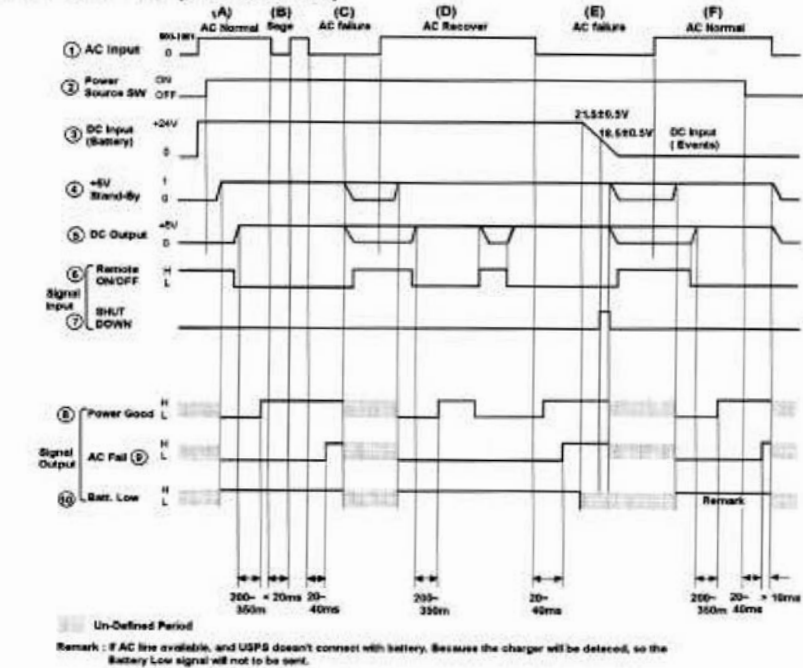 (A) (B) (C) (D) (E) (F)
AC Normal Sege AC failure AC Recover AC failure AC Normal
① AC Input 0
② Power Source SW ON OFF
③ DC Input (Battery) +24V 0
21.5±0.5V
18.5±0.5V
DC Input
( Events)
④ +5V Stand-By 1 0
⑤ DC Output +5V 0
Signal Input
⑥ Remote ON/OFF H L
⑦ SHUT DOWN
Signal Output
⑧ Power Good H L
AC Fail ⑨ H L
⑩ Batt. Low H L
Remark
200~ 350m < 20ms 20~ 40ms 200~ 350m 20~ 40ms 200~ 350m 20~ 40ms > 10ms
Un-Defined Period
Remark : If AC line available, and USPS doesn't connect with battery. Because the charger will be deteced, so the
Battery Low signal will not to be sent.